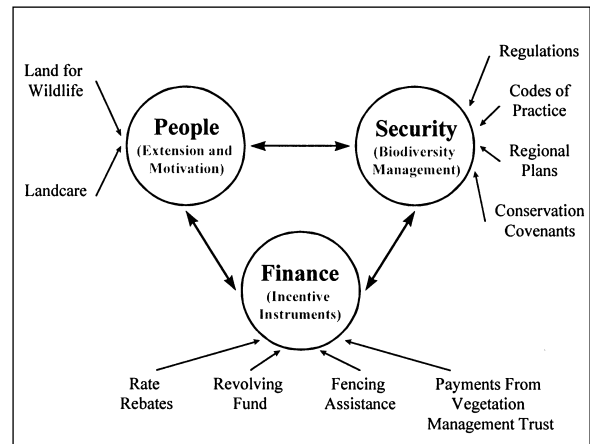 Land for
Wildlife
Landcare
People
(Extension and
Motivation)
Security
(Biodiversity
Management)
Regulations
Codes of
Practice
Regional
Plans
Conservation
Covenants
Finance
(Incentive
Instruments)
Rate
Rebates
Revolving
Fund
Fencing
Assistance
Payments From
Vegetation
Management Trust